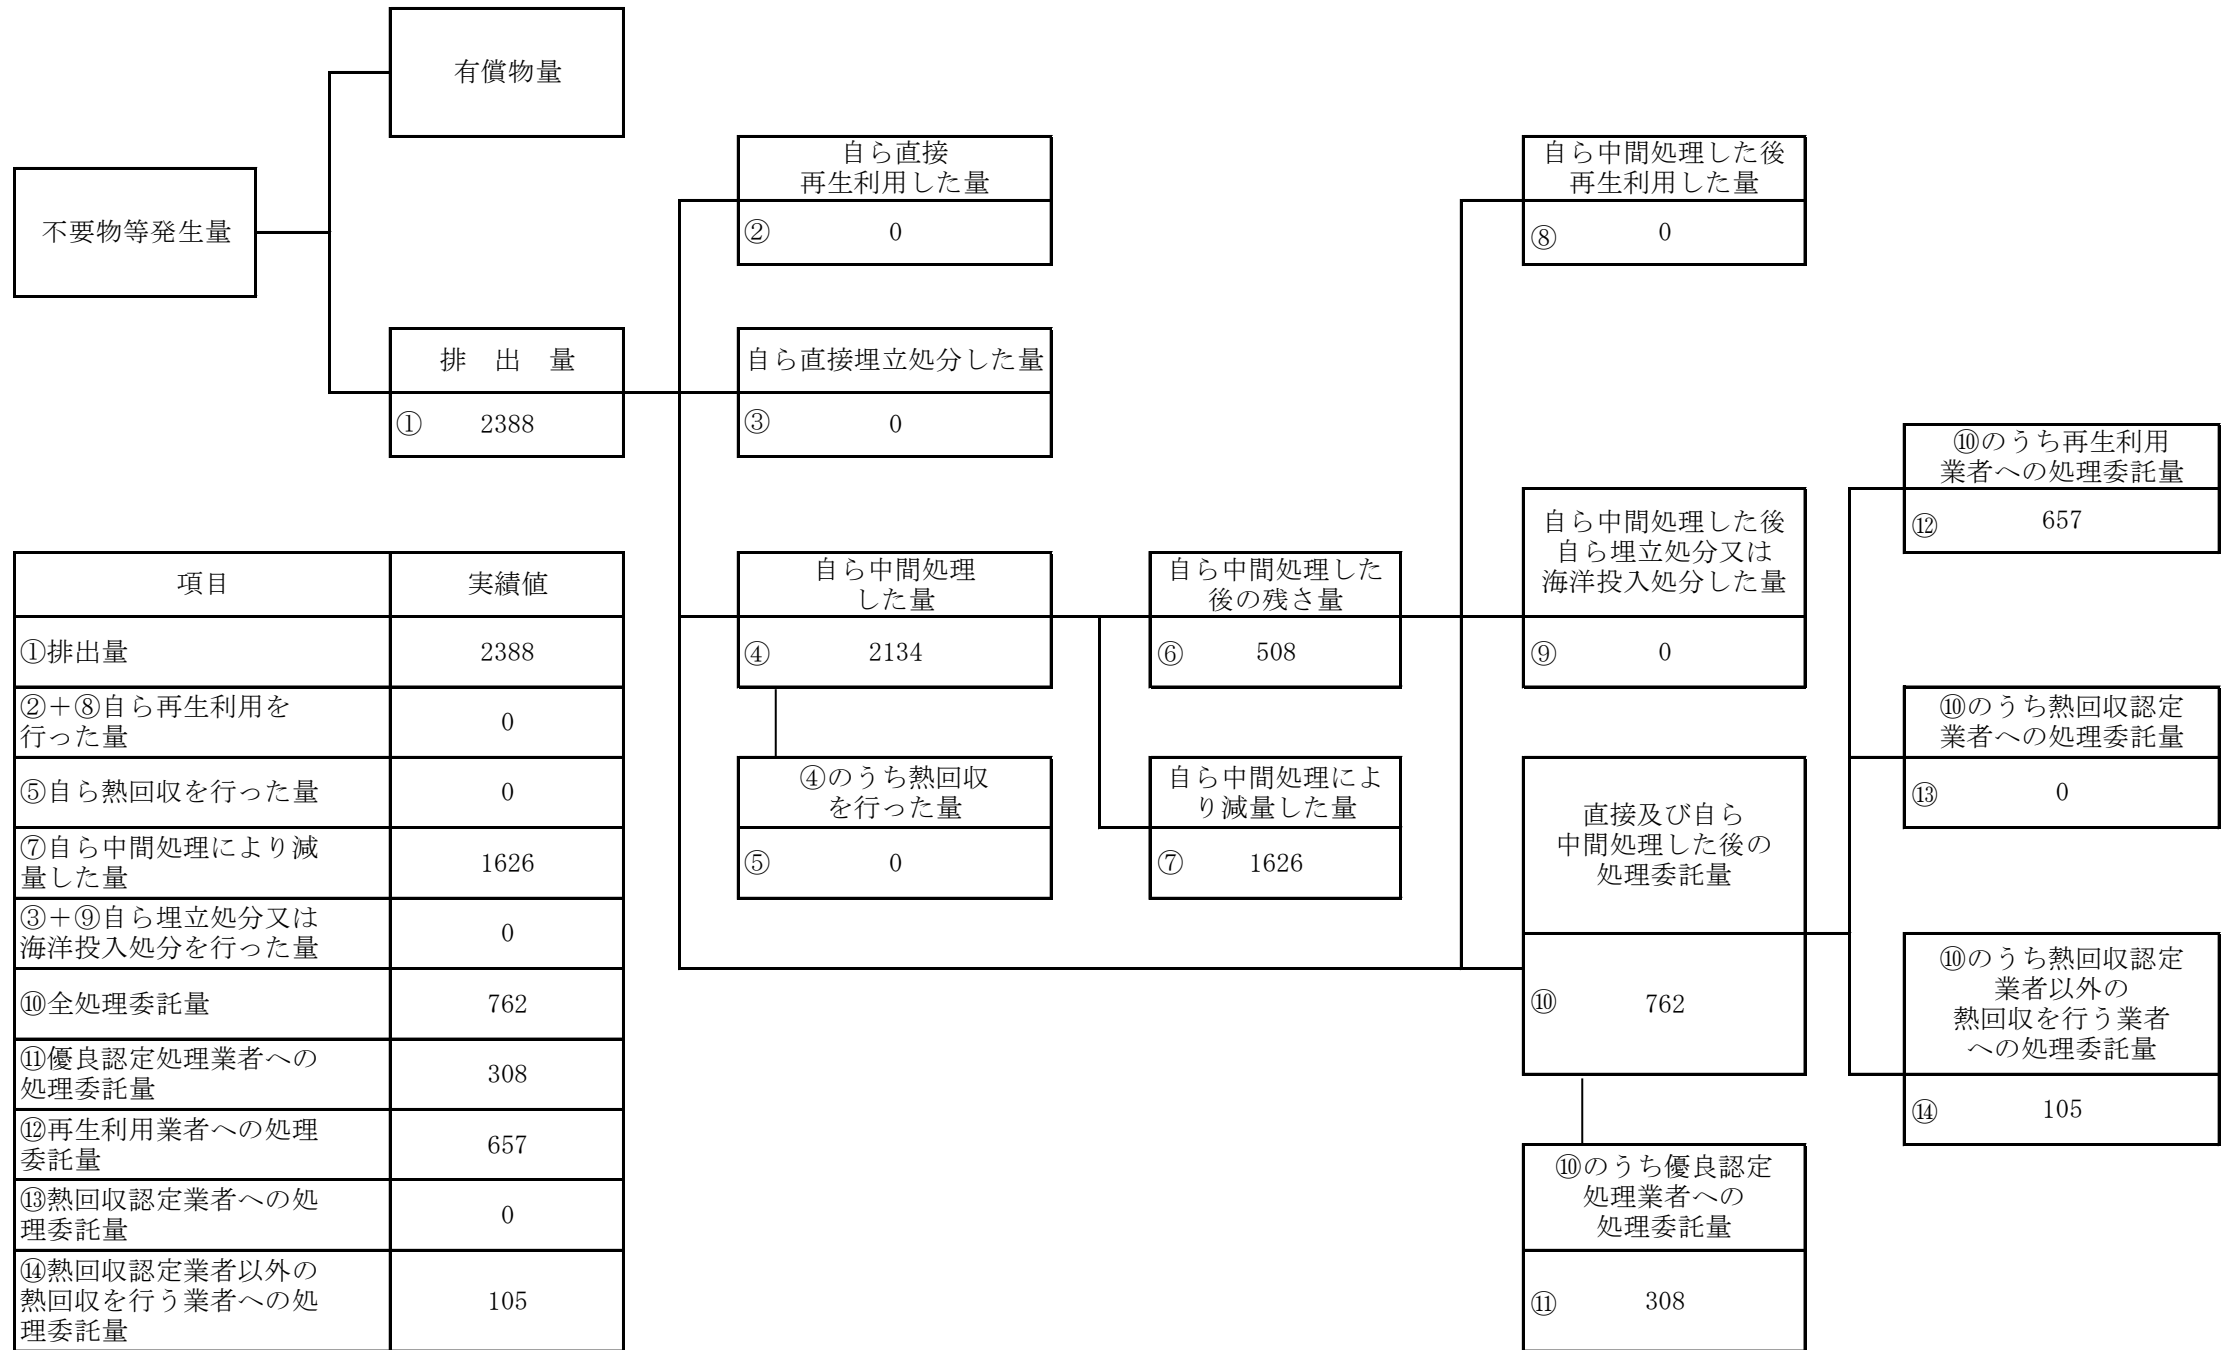 有償物量
不要物等発生量
排　出　量
①　2388
自ら直接
再生利用した量
②　0
自ら直接埋立処分した量
③　0
自ら中間処理
した量
④　2134
④のうち熱回収
を行った量
⑤　0
自ら中間処理した
後の残さ量
⑥　508
自ら中間処理によ
り減量した量
⑦　1626
自ら中間処理した後
再生利用した量
⑧　0
自ら中間処理した後
自ら埋立処分又は
海洋投入処分した量
⑨　0
直接及び自ら
中間処理した後の
処理委託量
⑩　762
⑩のうち優良認定
処理業者への
処理委託量
⑪　308
⑩のうち再生利用
業者への処理委託量
⑫　657
⑩のうち熱回収認定
業者への処理委託量
⑬　0
⑩のうち熱回収認定
業者以外の
熱回収を行う業者
への処理委託量
⑭　105
項目　実績値
①排出量　2388
②＋⑧自ら再生利用を
行った量　0
⑤自ら熱回収を行った量　0
⑦自ら中間処理により減
量した量　1626
③＋⑨自ら埋立処分又は
海洋投入処分を行った量　0
⑩全処理委託量　762
⑪優良認定処理業者への
処理委託量　308
⑫再生利用業者への処理
委託量　657
⑬熱回収認定業者への処
理委託量　0
⑭熱回収認定業者以外の
熱回収を行う業者への処
理委託量　105